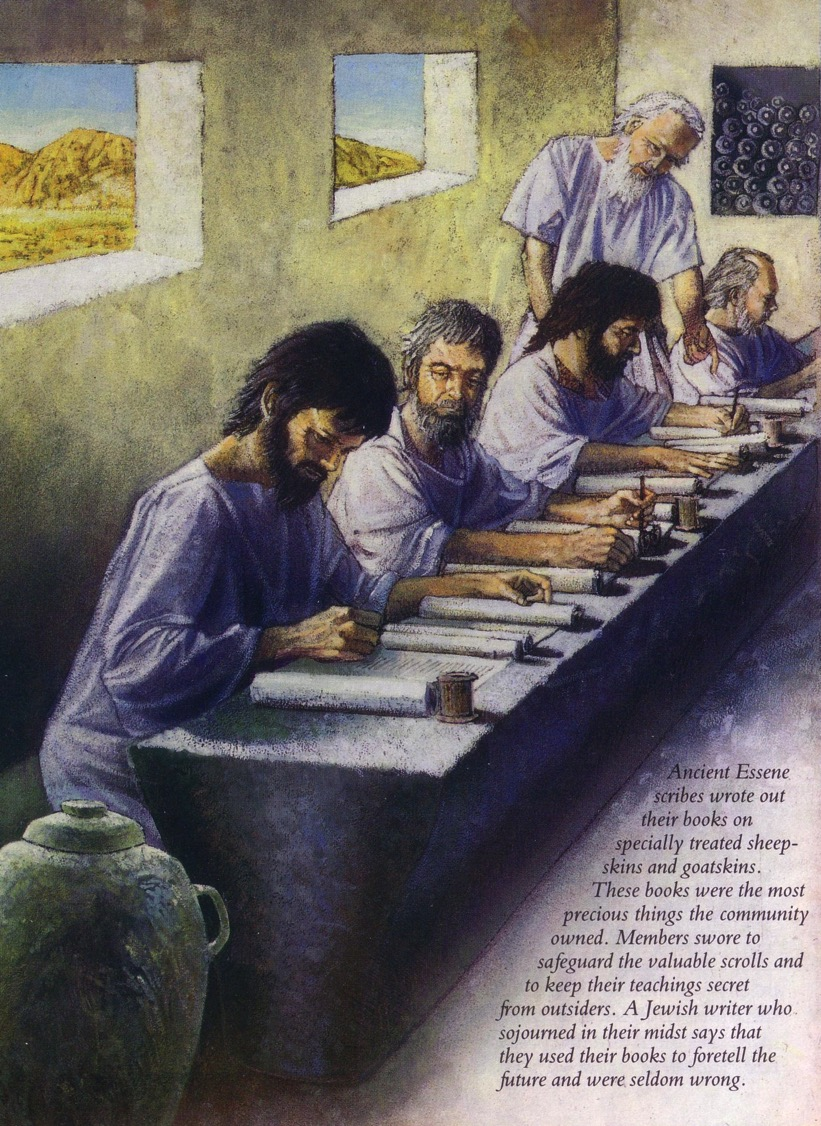 Ancient Essene
scribes wrote out
their books on
specially treated sheep-
skins and goatskins.
These books were the most
precious things the community
owned. Members swore to
safeguard the valuable scrolls and
to keep their teachings secret
from outsiders. A Jewish writer who
sojourned in their midst says that
they used their books to foretell the
future and were seldom wrong.